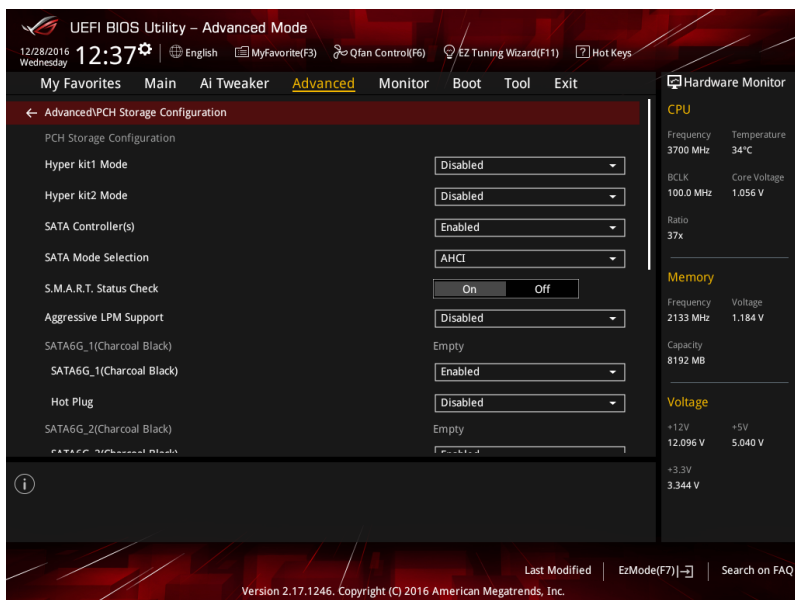 UEFI BIOS Utility – Advanced Mode
12/28/2016 Wednesday 12:37 English MyFavorite(F3) Qfan Control(F6) EZ Tuning Wizard(F11) ? Hot Keys
My Favorites Main Ai Tweaker Advanced Monitor Boot Tool Exit
← Advanced\PCH Storage Configuration
PCH Storage Configuration
Hyper kit1 Mode Disabled
Hyper kit2 Mode Disabled
SATA Controller(s) Enabled
SATA Mode Selection AHCI
S.M.A.R.T. Status Check On Off
Aggressive LPM Support Disabled
SATA6G_1(Charcoal Black) Empty
SATA6G_1(Charcoal Black) Enabled
Hot Plug Disabled
SATA6G_2(Charcoal Black) Empty
SATA6G_2(Charcoal Black) Enabled
Hardware Monitor
CPU
Frequency Temperature
3700 MHz 34°C
BCLK Core Voltage
100.0 MHz 1.056 V
Ratio
37x
Memory
Frequency Voltage
2133 MHz 1.184 V
Capacity
8192 MB
Voltage
+12V +5V
12.096 V 5.040 V
+3.3V
3.344 V
Last Modified EzMode(F7) Search on FAQ
Version 2.17.1246. Copyright (C) 2016 American Megatrends, Inc.